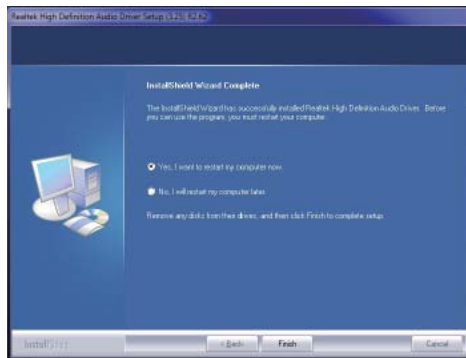 Realtek High Definition Audio Driver Setup (3.25) R2.62
InstallShield Wizard Complete
The InstallShield Wizard has successfully installed Realtek High Definition Audio Driver. Before
you can use the program, you must restart your computer.
Yes, I want to restart my computer now.
No, I will restart my computer later.
Remove any disks from their drives, and then click Finish to complete setup.
InstallShield
< Back
Finish
Cancel